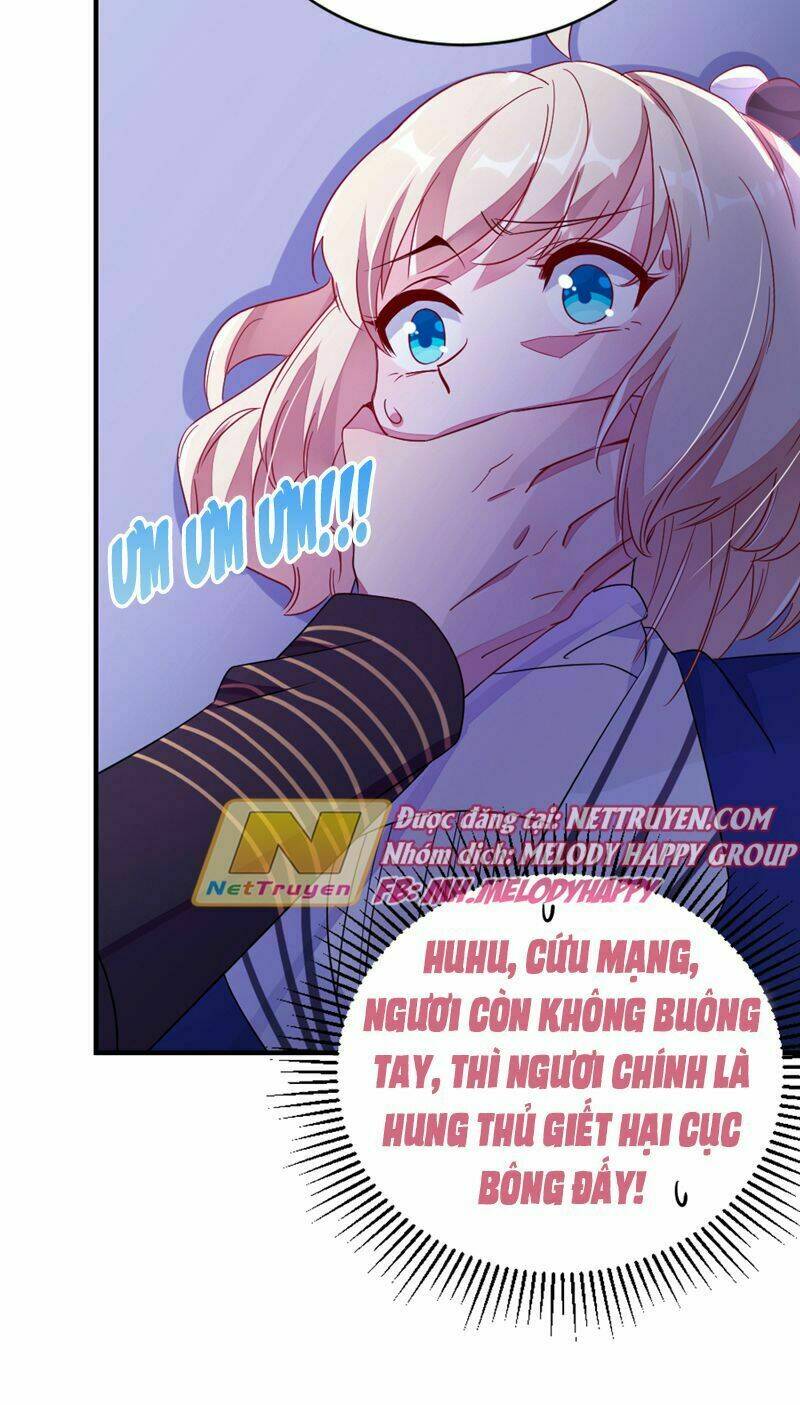 ƯM ƯM ƯM!!!
N
NetTruyen
Được đăng tại: NETTRUYEN.COM
Nhóm dịch: MELODY HAPPY GROUP
FB: MH.MELODYHAPPY
HUHU, CỨU MẠNG,
NGƯƠI CÒN KHÔNG BUÔNG
TAY, THÌ NGƯƠI CHÍNH LÀ
HUNG THỦ GIẾT HẠI CỤC
BÔNG ĐẤY!